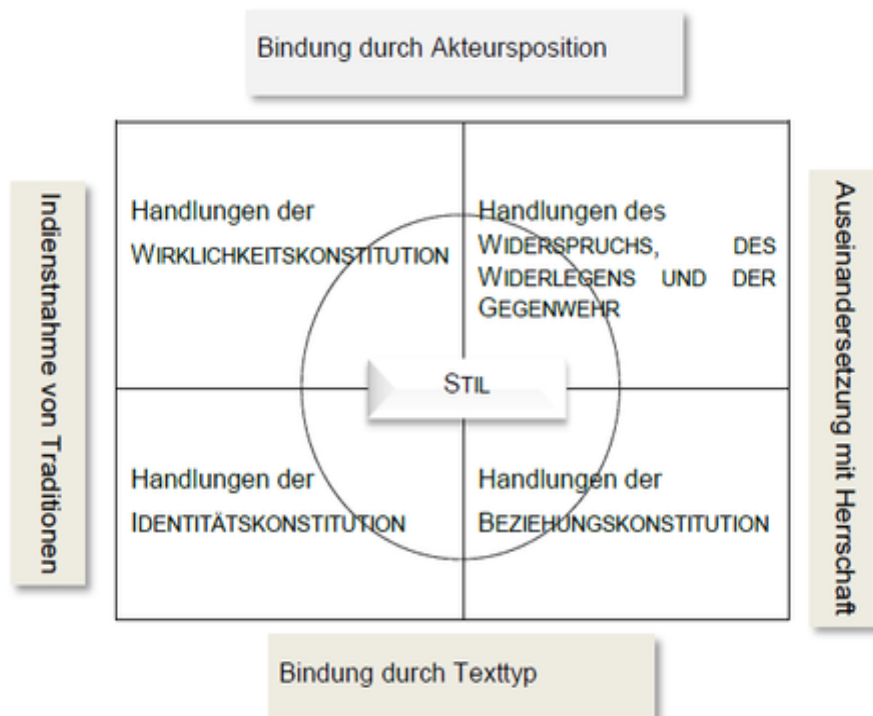 Bindung durch Akteursposition
Indienstnahme von Traditionen
Handlungen der
WIRKLICHKEITSKONSTITUTION
Handlungen des
WIDERSPRUCHS, DES
WIDERLEGENS UND DER
GEGENWEHR
STIL
Handlungen der
IDENTITÄTSKONSTITUTION
Handlungen der
BEZIEHUNGSKONSTITUTION
Auseinandersetzung mit Herrschaft
Bindung durch Texttyp